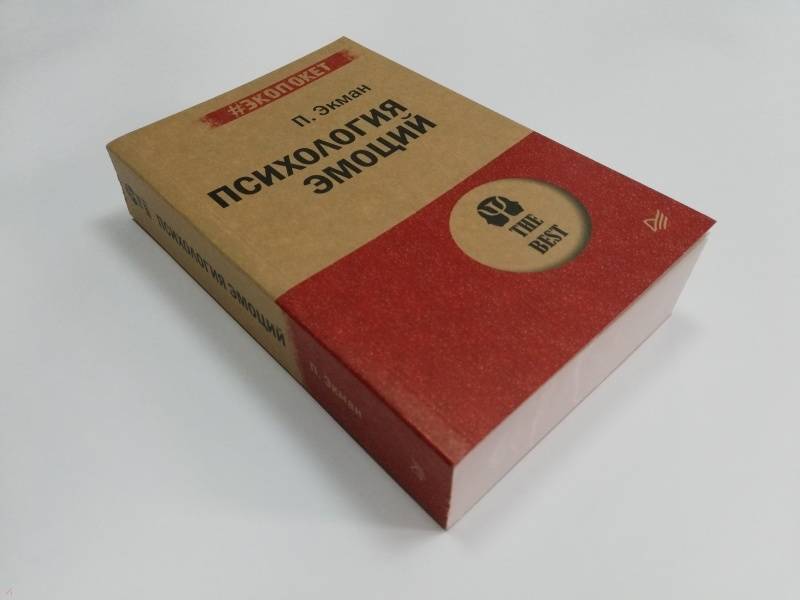 #ЭКОПОКЕТ
П. Экман
ПСИХОЛОГИЯ
ЭМОЦИЙ
THE
BEST
ПСИХОЛОГИЯ ЭМОЦИЙ
П. Экман